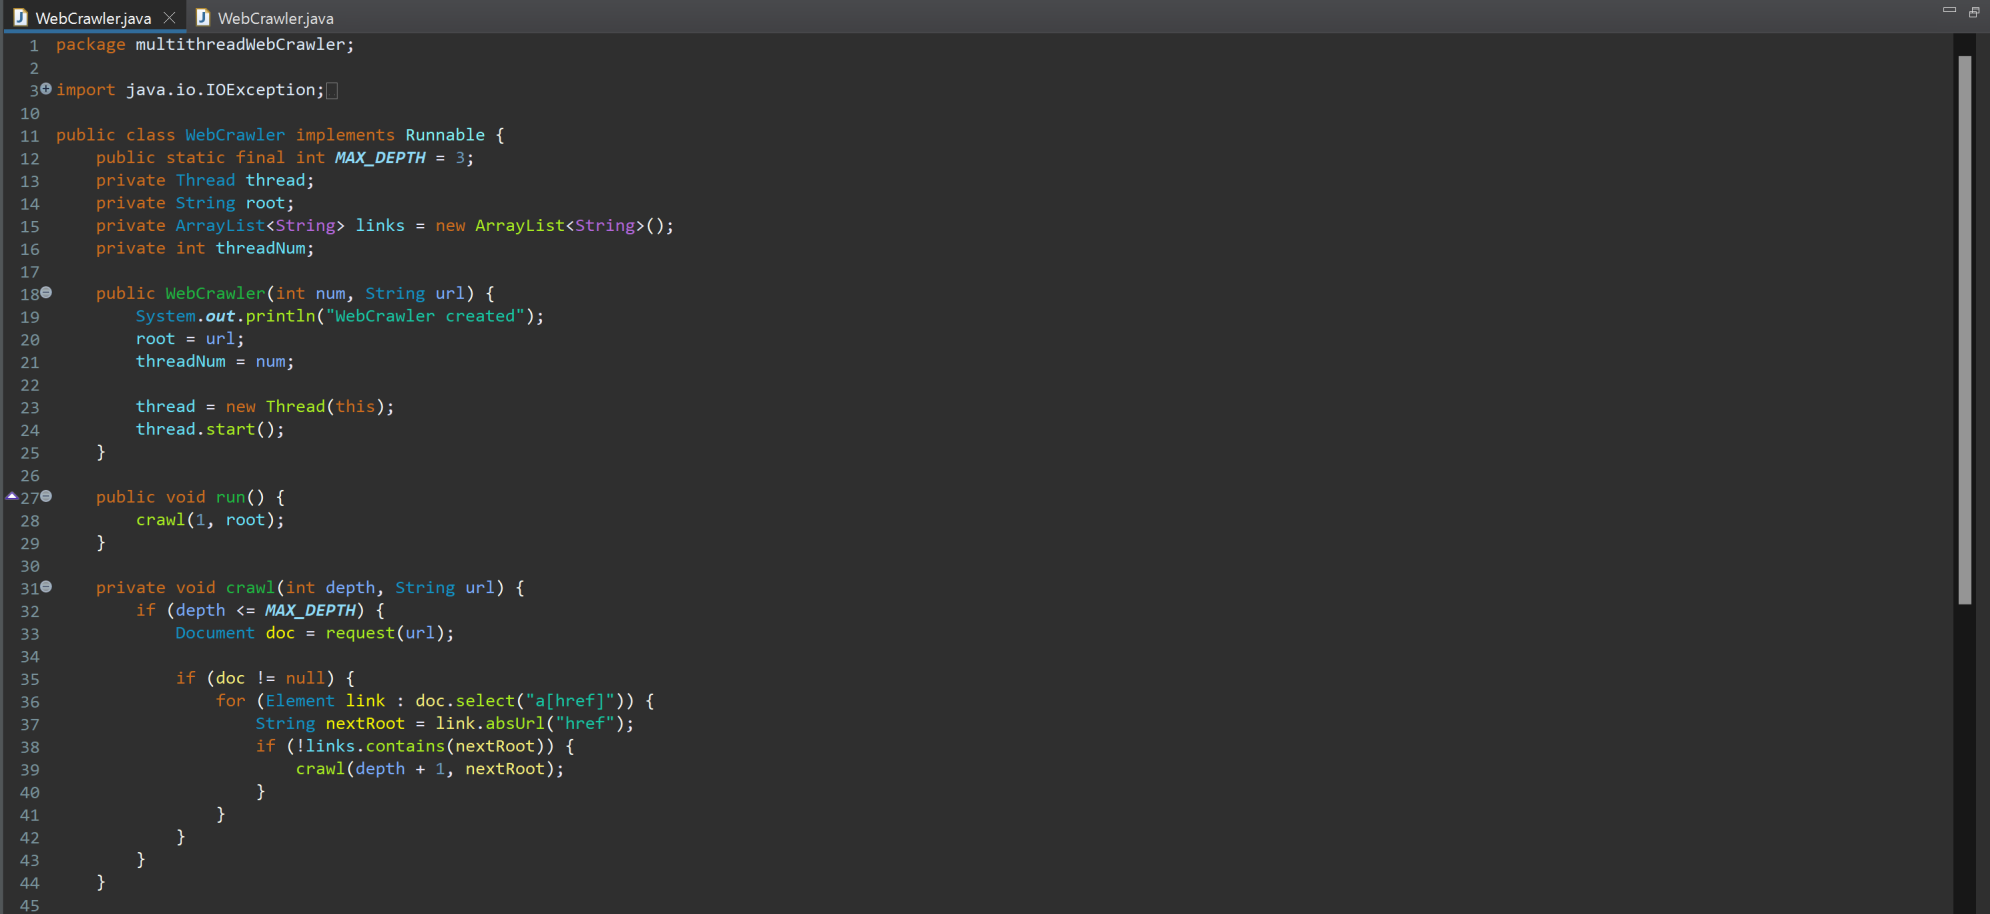 WebCrawler.java WebCrawler.java
1 package multithreadWebCrawler;
2
3 import java.io.IOException;
10
11 public class WebCrawler implements Runnable {
12     public static final int MAX_DEPTH = 3;
13     private Thread thread;
14     private String root;
15     private ArrayList<String> links = new ArrayList<String>();
16     private int threadNum;
17
18     public WebCrawler(int num, String url) {
19         System.out.println("WebCrawler created");
20         root = url;
21         threadNum = num;
22
23         thread = new Thread(this);
24         thread.start();
25     }
26
27     public void run() {
28         crawl(1, root);
29     }
30
31     private void crawl(int depth, String url) {
32         if (depth <= MAX_DEPTH) {
33             Document doc = request(url);
34
35             if (doc != null) {
36                 for (Element link : doc.select("a[href]")) {
37                     String nextRoot = link.absUrl("href");
38                     if (!links.contains(nextRoot)) {
39                         crawl(depth + 1, nextRoot);
40                     }
41                 }
42             }
43         }
44     }
45